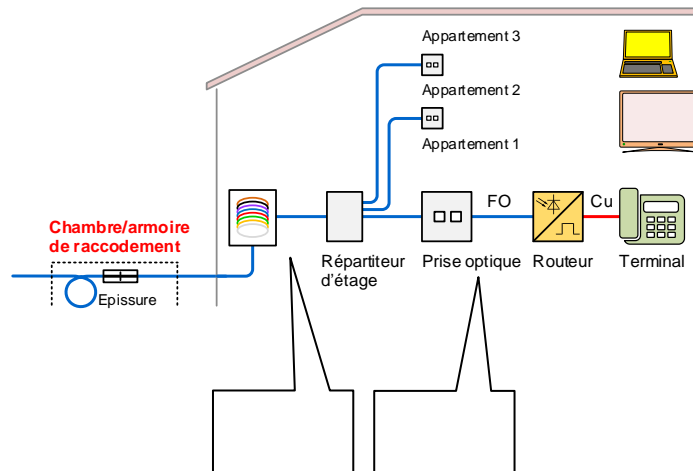 Appartement 3
Appartement 2
Appartement 1
Chambre/armoire
de raccodement
FO
Cu
Répartiteur
d'étage
Prise optique
Routeur
Terminal
Epissure